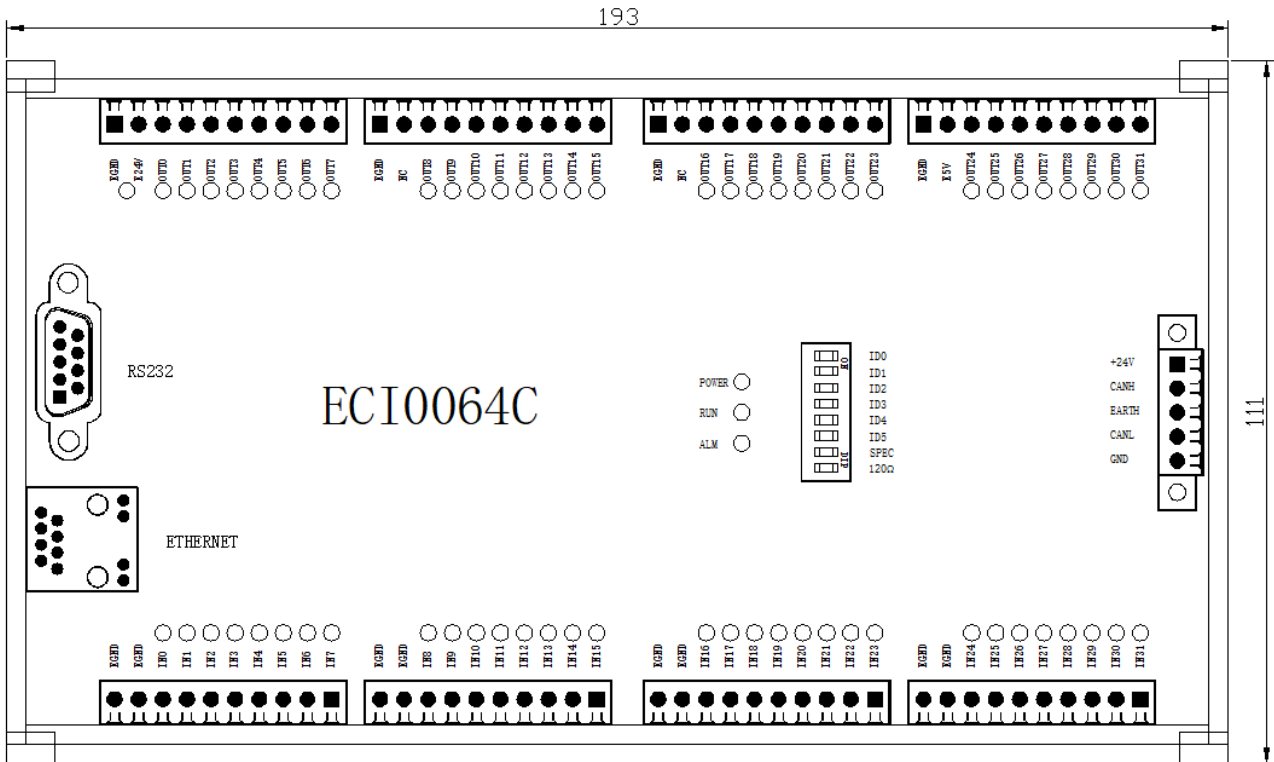 193
EGND E24V OUT0 OUT1 OUT2 OUT3 OUT4 OUT5 OUT6 OUT7
EGND NC OUT8 OUT9 OUT10 OUT11 OUT12 OUT13 OUT14 OUT15
EGND NC OUT16 OUT17 OUT18 OUT19 OUT20 OUT21 OUT22 OUT23
EGND E5V OUT24 OUT25 OUT26 OUT27 OUT28 OUT29 OUT30 OUT31
RS232
ECI0064C
POWER
RUN
ALM
ON
DIP
ID0
ID1
ID2
ID3
ID4
ID5
SPEC
120Ω
+24V
CANH
EARTH
CANL
GND
111
ETHERNET
EGND EGND IN0 IN1 IN2 IN3 IN4 IN5 IN6 IN7
EGND EGND IN8 IN9 IN10 IN11 IN12 IN13 IN14 IN15
EGND EGND IN16 IN17 IN18 IN19 IN20 IN21 IN22 IN23
EGND EGND IN24 IN25 IN26 IN27 IN28 IN29 IN30 IN31